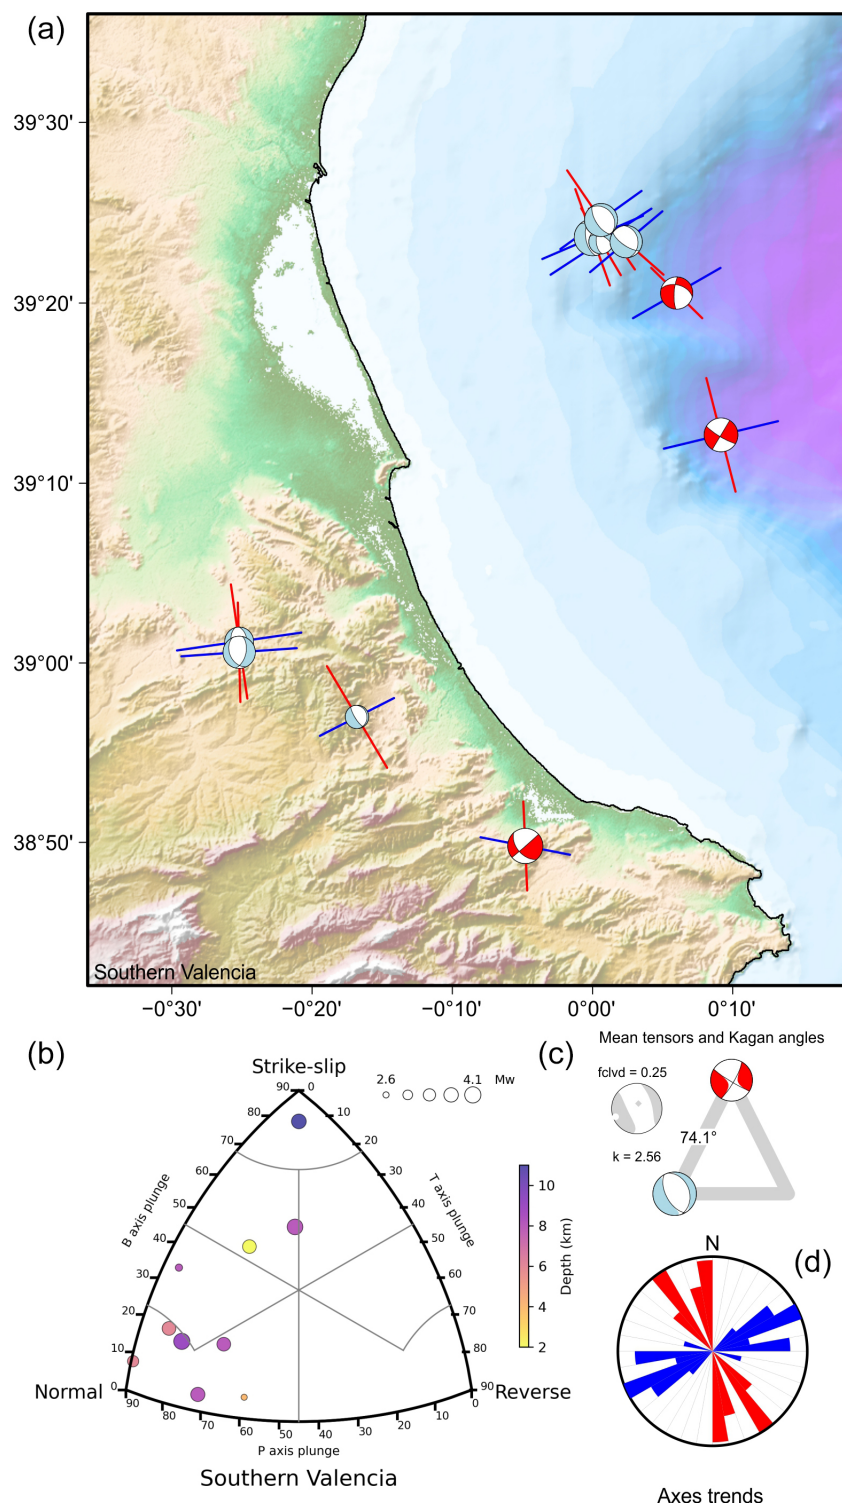 (a)
39°30'
39°20'
39°10'
39°00'
38°50'
Southern Valencia
−0°30'
−0°20'
−0°10'
0°00'
0°10'
(b)
Strike-slip
90
0
80
10
70
20
60
30
50
40
40
50
30
60
20
70
10
80
0
90
B axis plunge
T axis plunge
2.6
4.1
Mw
10
8
6
4
2
Depth (km)
Normal
Reverse
90
80
70
60
50
40
30
20
10
0
P axis plunge
Southern Valencia
(c)
Mean tensors and Kagan angles
fclvd = 0.25
74.1°
k = 2.56
N
(d)
Axes trends